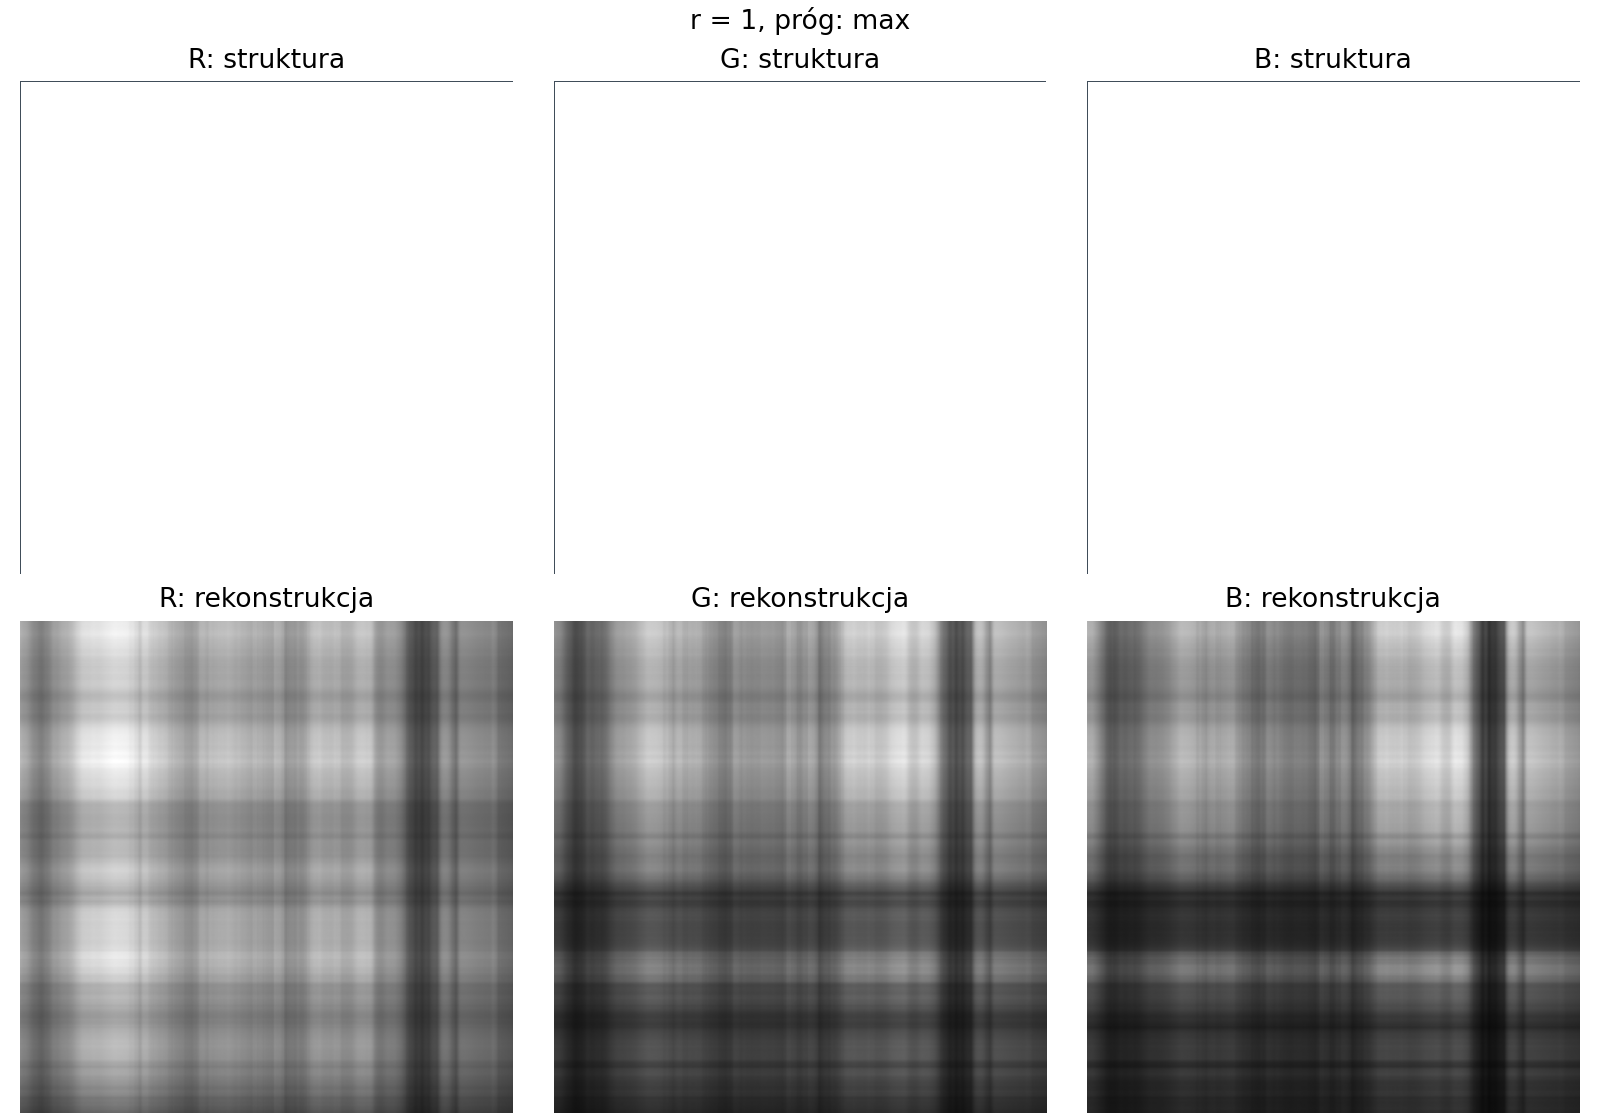 r = 1, próg: max
R: struktura
G: struktura
B: struktura
R: rekonstrukcja
G: rekonstrukcja
B: rekonstrukcja